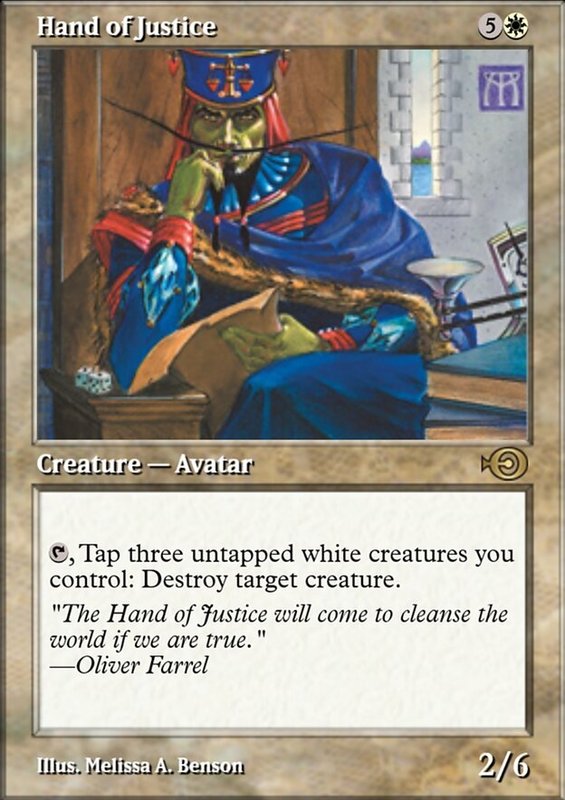 Hand of Justice 5
, Tap three untapped white creatures you
control: Destroy target creature.
"The Hand of Justice will come to cleanse the
world if we are true."
—Oliver Farrel
Creature — Avatar
Illus. Melissa A. Benson 2/6